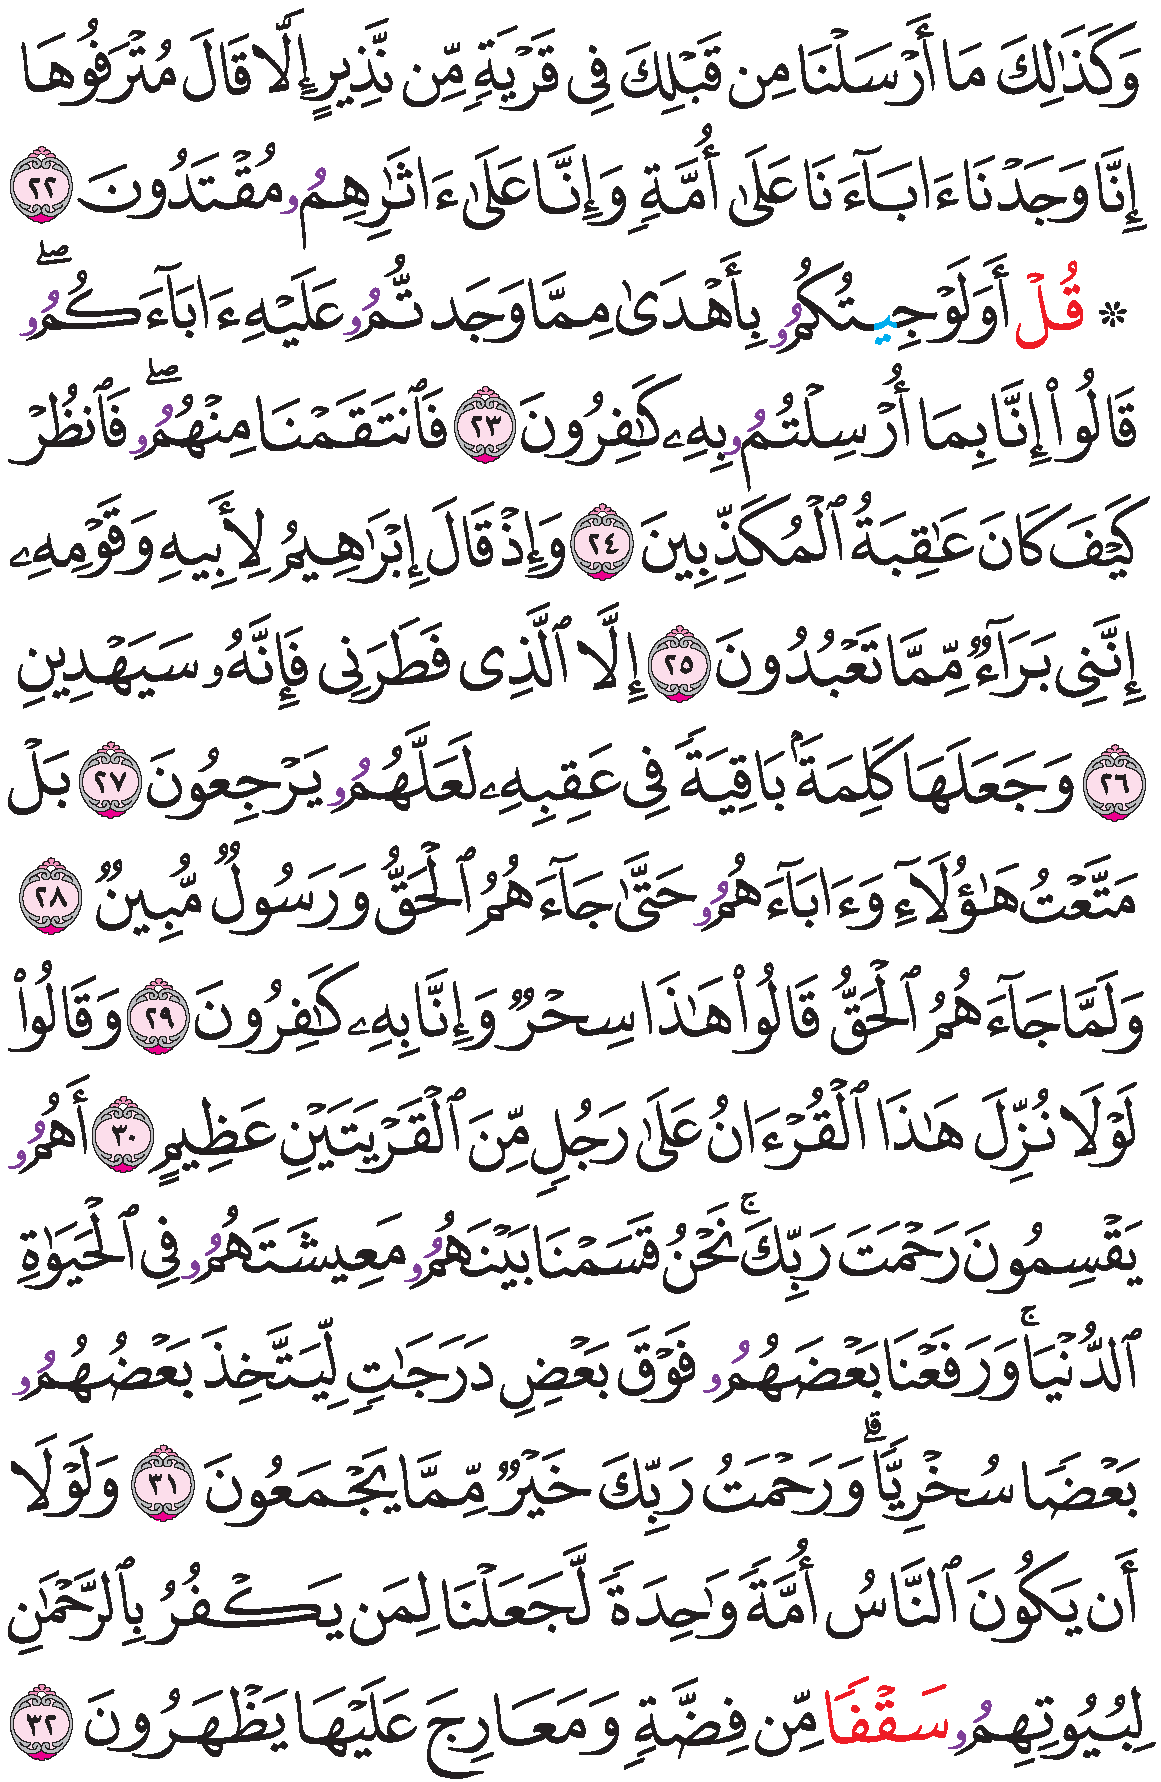 وَكَذَٰلِكَ مَا أَرْسَلْنَا مِن قَبْلِكَ فِى قَرْيَةٍ مِّن نَّذِيرٍ إِلَّا قَالَ مُتْرَفُوهَا
إِنَّا وَجَدْنَا ءَابَآءَنَا عَلَىٰ أُمَّةٍ وَإِنَّا عَلَىٰ ءَاثَٰرِهِمُۥ مُقْتَدُونَ ٢٢
۞ قُلْ أَوَلَوْ جِيتُكُمُۥ بِأَهْدَىٰ مِمَّا وَجَدتُّمُۥ عَلَيْهِ ءَابَآءَكُمُۥۖ
قَالُوا۟ إِنَّا بِمَا أُرْسِلْتُمُۥ بِهِۦ كَٰفِرُونَ ٢٣ فَٱنتَقَمْنَا مِنْهُمُۥۖ فَٱنظُرْ
كَيْفَ كَانَ عَٰقِبَةُ ٱلْمُكَذِّبِينَ ٢٤ وَإِذْ قَالَ إِبْرَٰهِيمُ لِأَبِيهِ وَقَوْمِهِۦ
إِنَّنِى بَرَآءٌ مِّمَّا تَعْبُدُونَ ٢٥ إِلَّا ٱلَّذِى فَطَرَنِى فَإِنَّهُۥ سَيَهْدِينِ
٢٦ وَجَعَلَهَا كَلِمَةًۢ بَاقِيَةً فِى عَقِبِهِۦ لَعَلَّهُمُۥ يَرْجِعُونَ ٢٧ بَلْ
مَتَّعْتُ هَٰؤُلَآءِ وَءَابَآءَهُمُۥ حَتَّىٰ جَآءَهُمُ ٱلْحَقُّ وَرَسُولٌ مُّبِينٌ ٢٨
وَلَمَّا جَآءَهُمُ ٱلْحَقُّ قَالُوا۟ هَٰذَا سِحْرٌ وَإِنَّا بِهِۦ كَٰفِرُونَ ٢٩ وَقَالُوا۟
لَوْلَا نُزِّلَ هَٰذَا ٱلْقُرْءَانُ عَلَىٰ رَجُلٍ مِّنَ ٱلْقَرْيَتَيْنِ عَظِيمٍ ٣٠ أَهُمُۥ
يَقْسِمُونَ رَحْمَتَ رَبِّكَۚ نَحْنُ قَسَمْنَا بَيْنَهُمُۥ مَعِيشَتَهُمُۥ فِى ٱلْحَيَوٰةِ
ٱلدُّنْيَاۚ وَرَفَعْنَا بَعْضَهُمُۥ فَوْقَ بَعْضٍ دَرَجَٰتٍ لِّيَتَّخِذَ بَعْضُهُمُۥ
بَعْضًا سُخْرِيًّاۗ وَرَحْمَتُ رَبِّكَ خَيْرٌ مِّمَّا يَجْمَعُونَ ٣١ وَلَوْلَا
أَن يَكُونَ ٱلنَّاسُ أُمَّةً وَٰحِدَةً لَّجَعَلْنَا لِمَن يَكْفُرُ بِٱلرَّحْمَٰنِ
لِبُيُوتِهِمُۥ سَقْفًا مِّن فِضَّةٍ وَمَعَارِجَ عَلَيْهَا يَظْهَرُونَ ٣٢